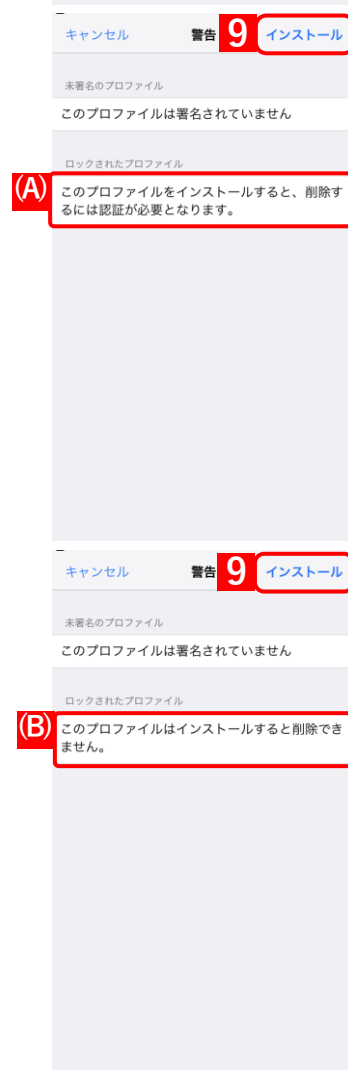 キャンセル 警告 9 インストール
未署名のプロファイル
このプロファイルは署名されていません
ロックされたプロファイル
(A) このプロファイルをインストールすると、削除す
るには認証が必要となります。
キャンセル 警告 9 インストール
未署名のプロファイル
このプロファイルは署名されていません
ロックされたプロファイル
(B) このプロファイルはインストールすると削除でき
ません。